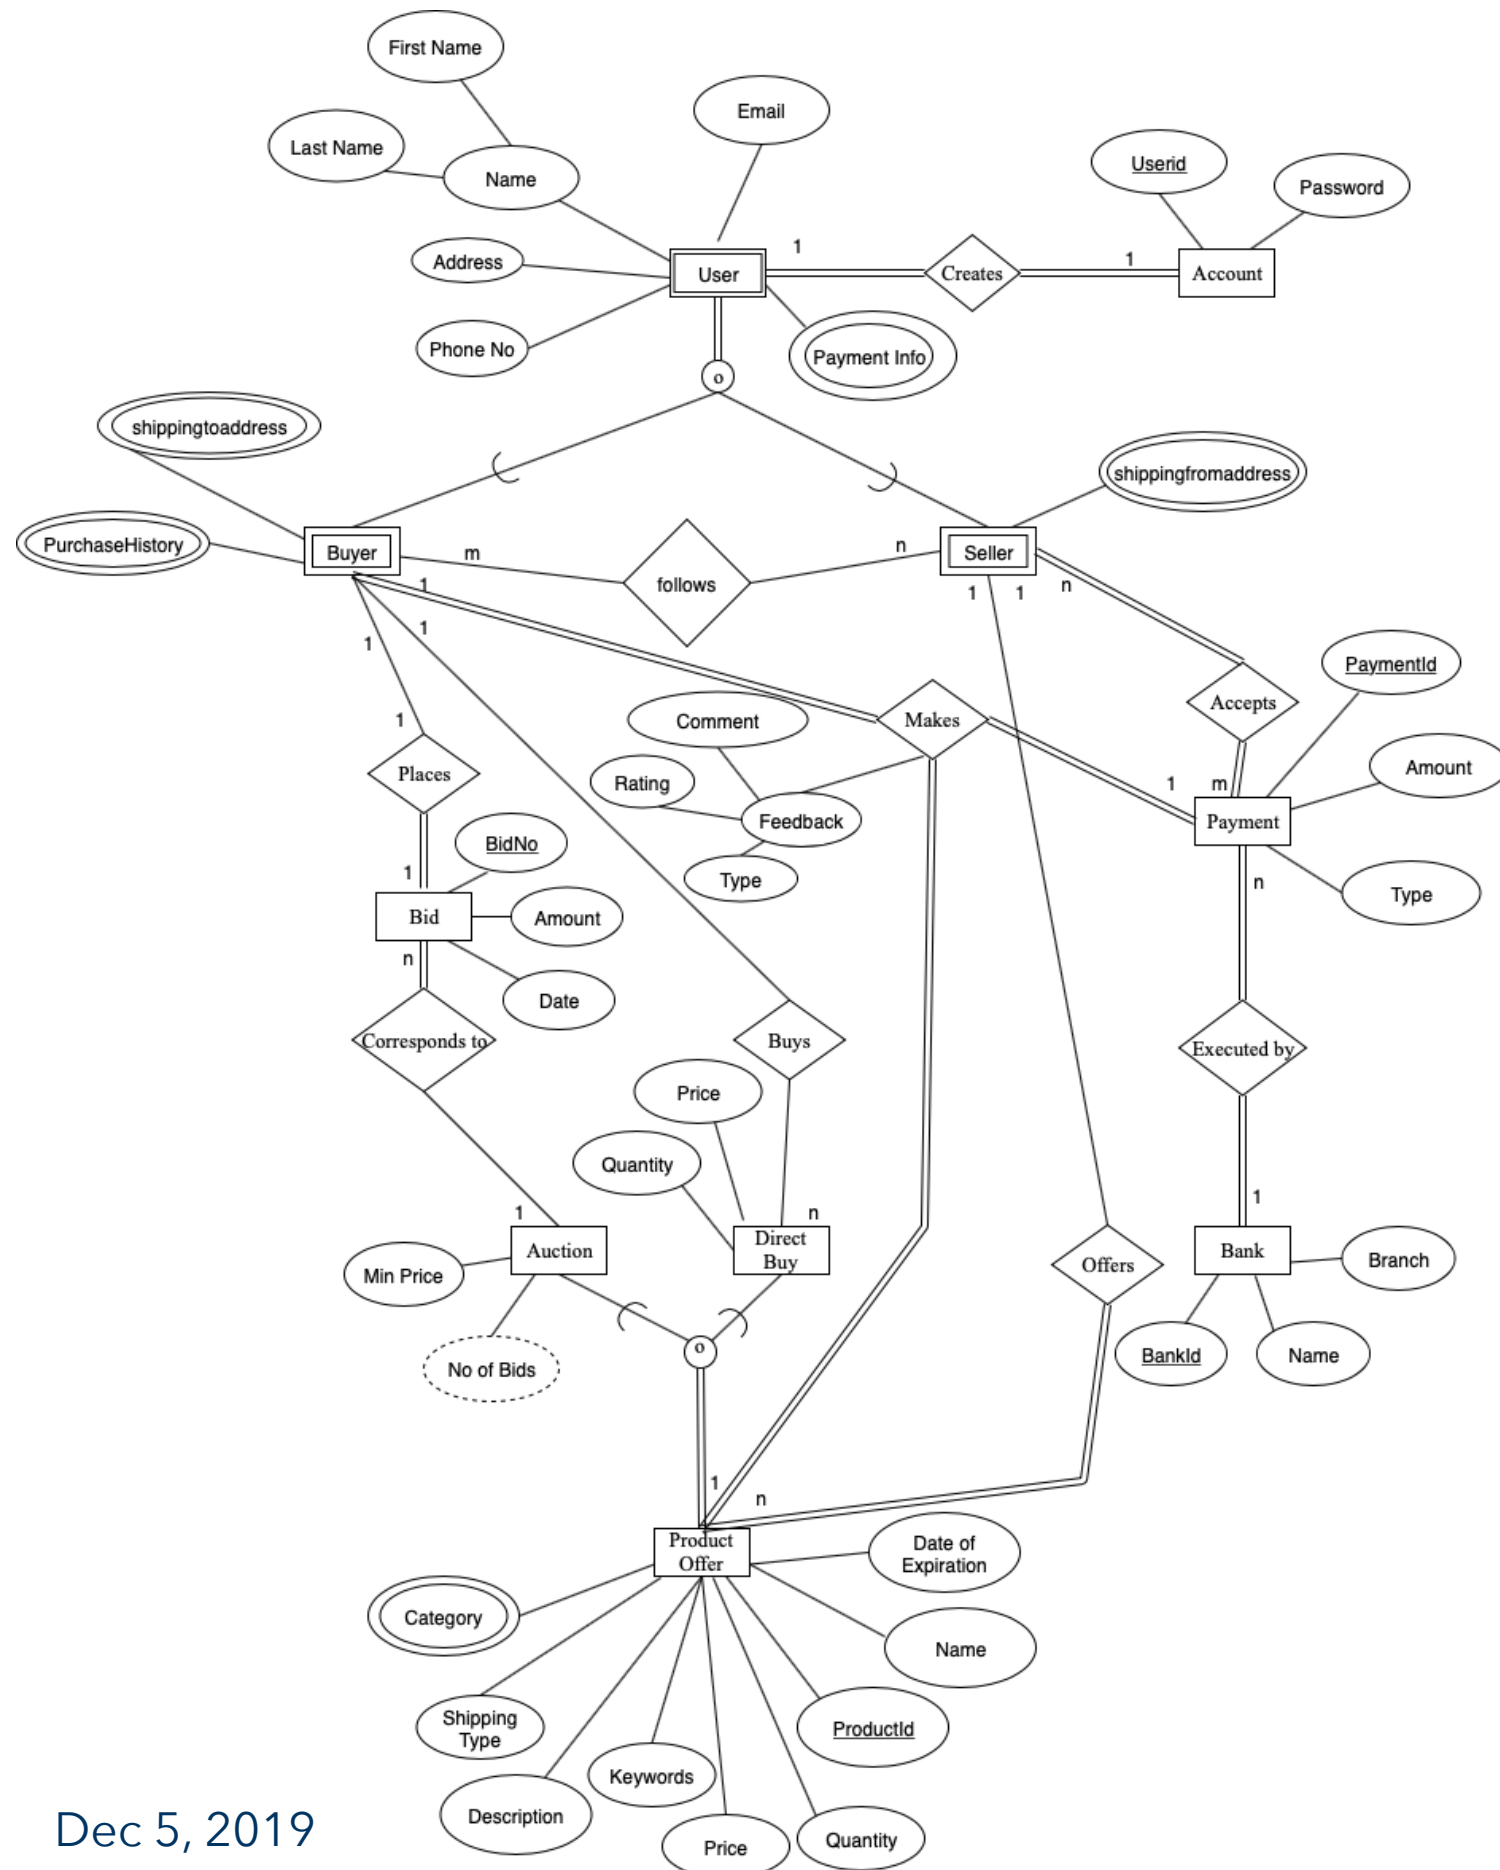 First Name
Email
Last Name
Name
Userid
Password
Address
User
1
Creates
1
Account
Phone No
Payment Info
o
shippingtoaddress
shippingfromaddress
PurchaseHistory
Buyer
m
follows
n
Seller
1
1
1
n
1
1
PaymentId
Accepts
Comment
Makes
1
Places
Rating
Feedback
1
m
Payment
Amount
Type
BidNo
1
Bid
Amount
n
Type
n
Date
Corresponds to
Buys
Executed by
Price
Quantity
1
n
1
Auction
Direct
Buy
Offers
Bank
Branch
Min Price
No of Bids
o
BankId
Name
1
n
Product
Offer
Date of
Expiration
Category
Name
Shipping
Type
ProductId
Keywords
Description
Price
Quantity
Dec 5, 2019